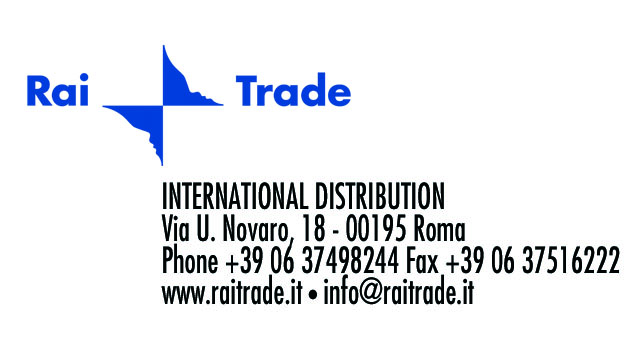 Rai Trade
INTERNATIONAL DISTRIBUTION
Via U. Novaro, 18 - 00195 Roma
Phone +39 06 37498244 Fax +39 06 37516222
www.raitrade.it • info@raitrade.it